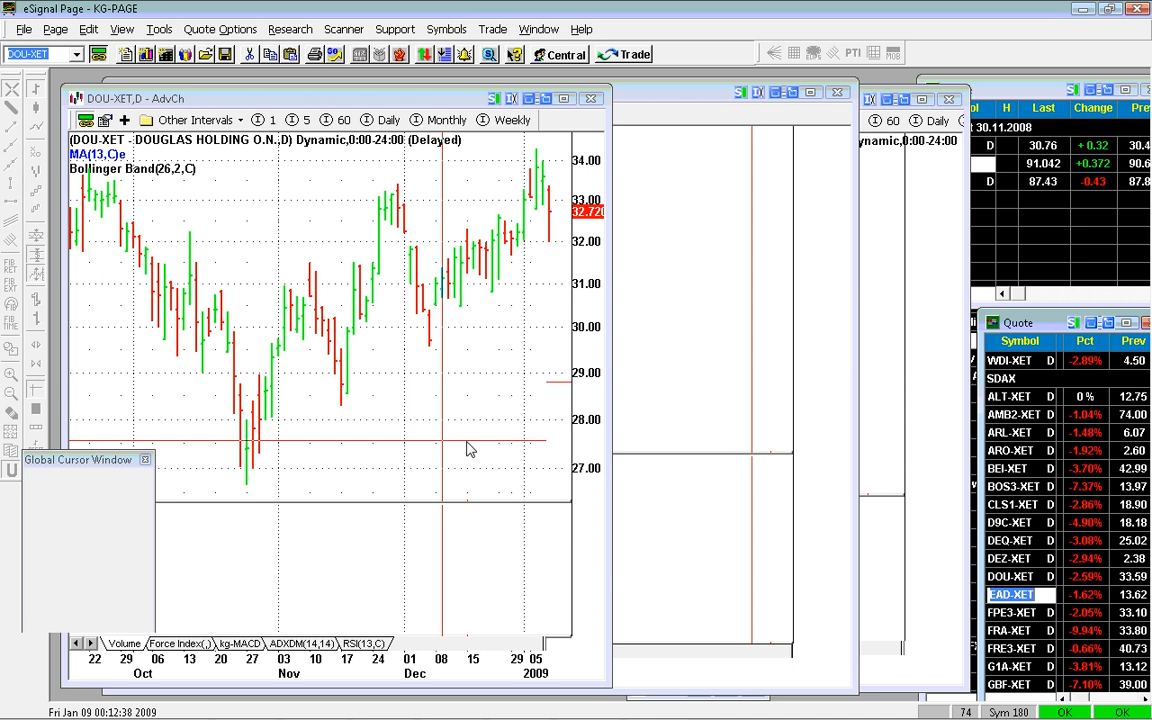 eSignal Page - KG-PAGE
File Page Edit View Tools Quote Options Research Scanner Support Symbols Trade Window Help
DOU-XET
Central
Trade
PTI
MOB
DOU-XET,D - AdvCh
Other Intervals 1 5 60 Daily Monthly Weekly
60 Daily
(DOU-XET - DOUGLAS HOLDING O.N.,D) Dynamic,0:00-24:00 (Delayed)
MA(13,C)e
Bollinger Band(26,2,C)
34.00
33.00
32.720
32.00
31.00
30.00
29.00
28.00
27.00
ynamic,0:00-24:00
H Last Change Prev
t 30.11.2008
D 30.76 + 0.32 30.4
91.042 +0.372 90.6
D 87.43 -0.43 87.8
FIB RET
FIB EXT
FIB TIME
Global Cursor Window
Volume Force Index(,) kg-MACD ADXDM(14,14) RSI(13,C)
22 29 06 13 20 27 03 10 17 24 01 08 15 29 05
Oct Nov Dec 2009
Quote
Symbol Pct Prev
WDI-XET D -2.89% 4.50
SDAX
ALT-XET D 0 % 12.75
AMB2-XET D -1.04% 74.00
ARL-XET D -1.48% 6.07
ARO-XET D -1.92% 2.60
BEI-XET D -3.70% 42.99
BOS3-XET D -7.37% 13.97
CLS1-XET D -2.86% 18.90
D9C-XET D -4.90% 18.18
DEQ-XET D -3.08% 25.02
DEZ-XET D -2.94% 2.38
DOU-XET D -2.59% 33.59
EAD-XET -1.62% 13.62
FPE3-XET D -2.05% 33.10
FRA-XET D -9.94% 33.80
FRE3-XET D -0.66% 40.73
G1A-XET D -3.81% 13.12
GBF-XET D -7.10% 39.00
Fri Jan 09 00:12:38 2009
74 Sym 180 OK OK